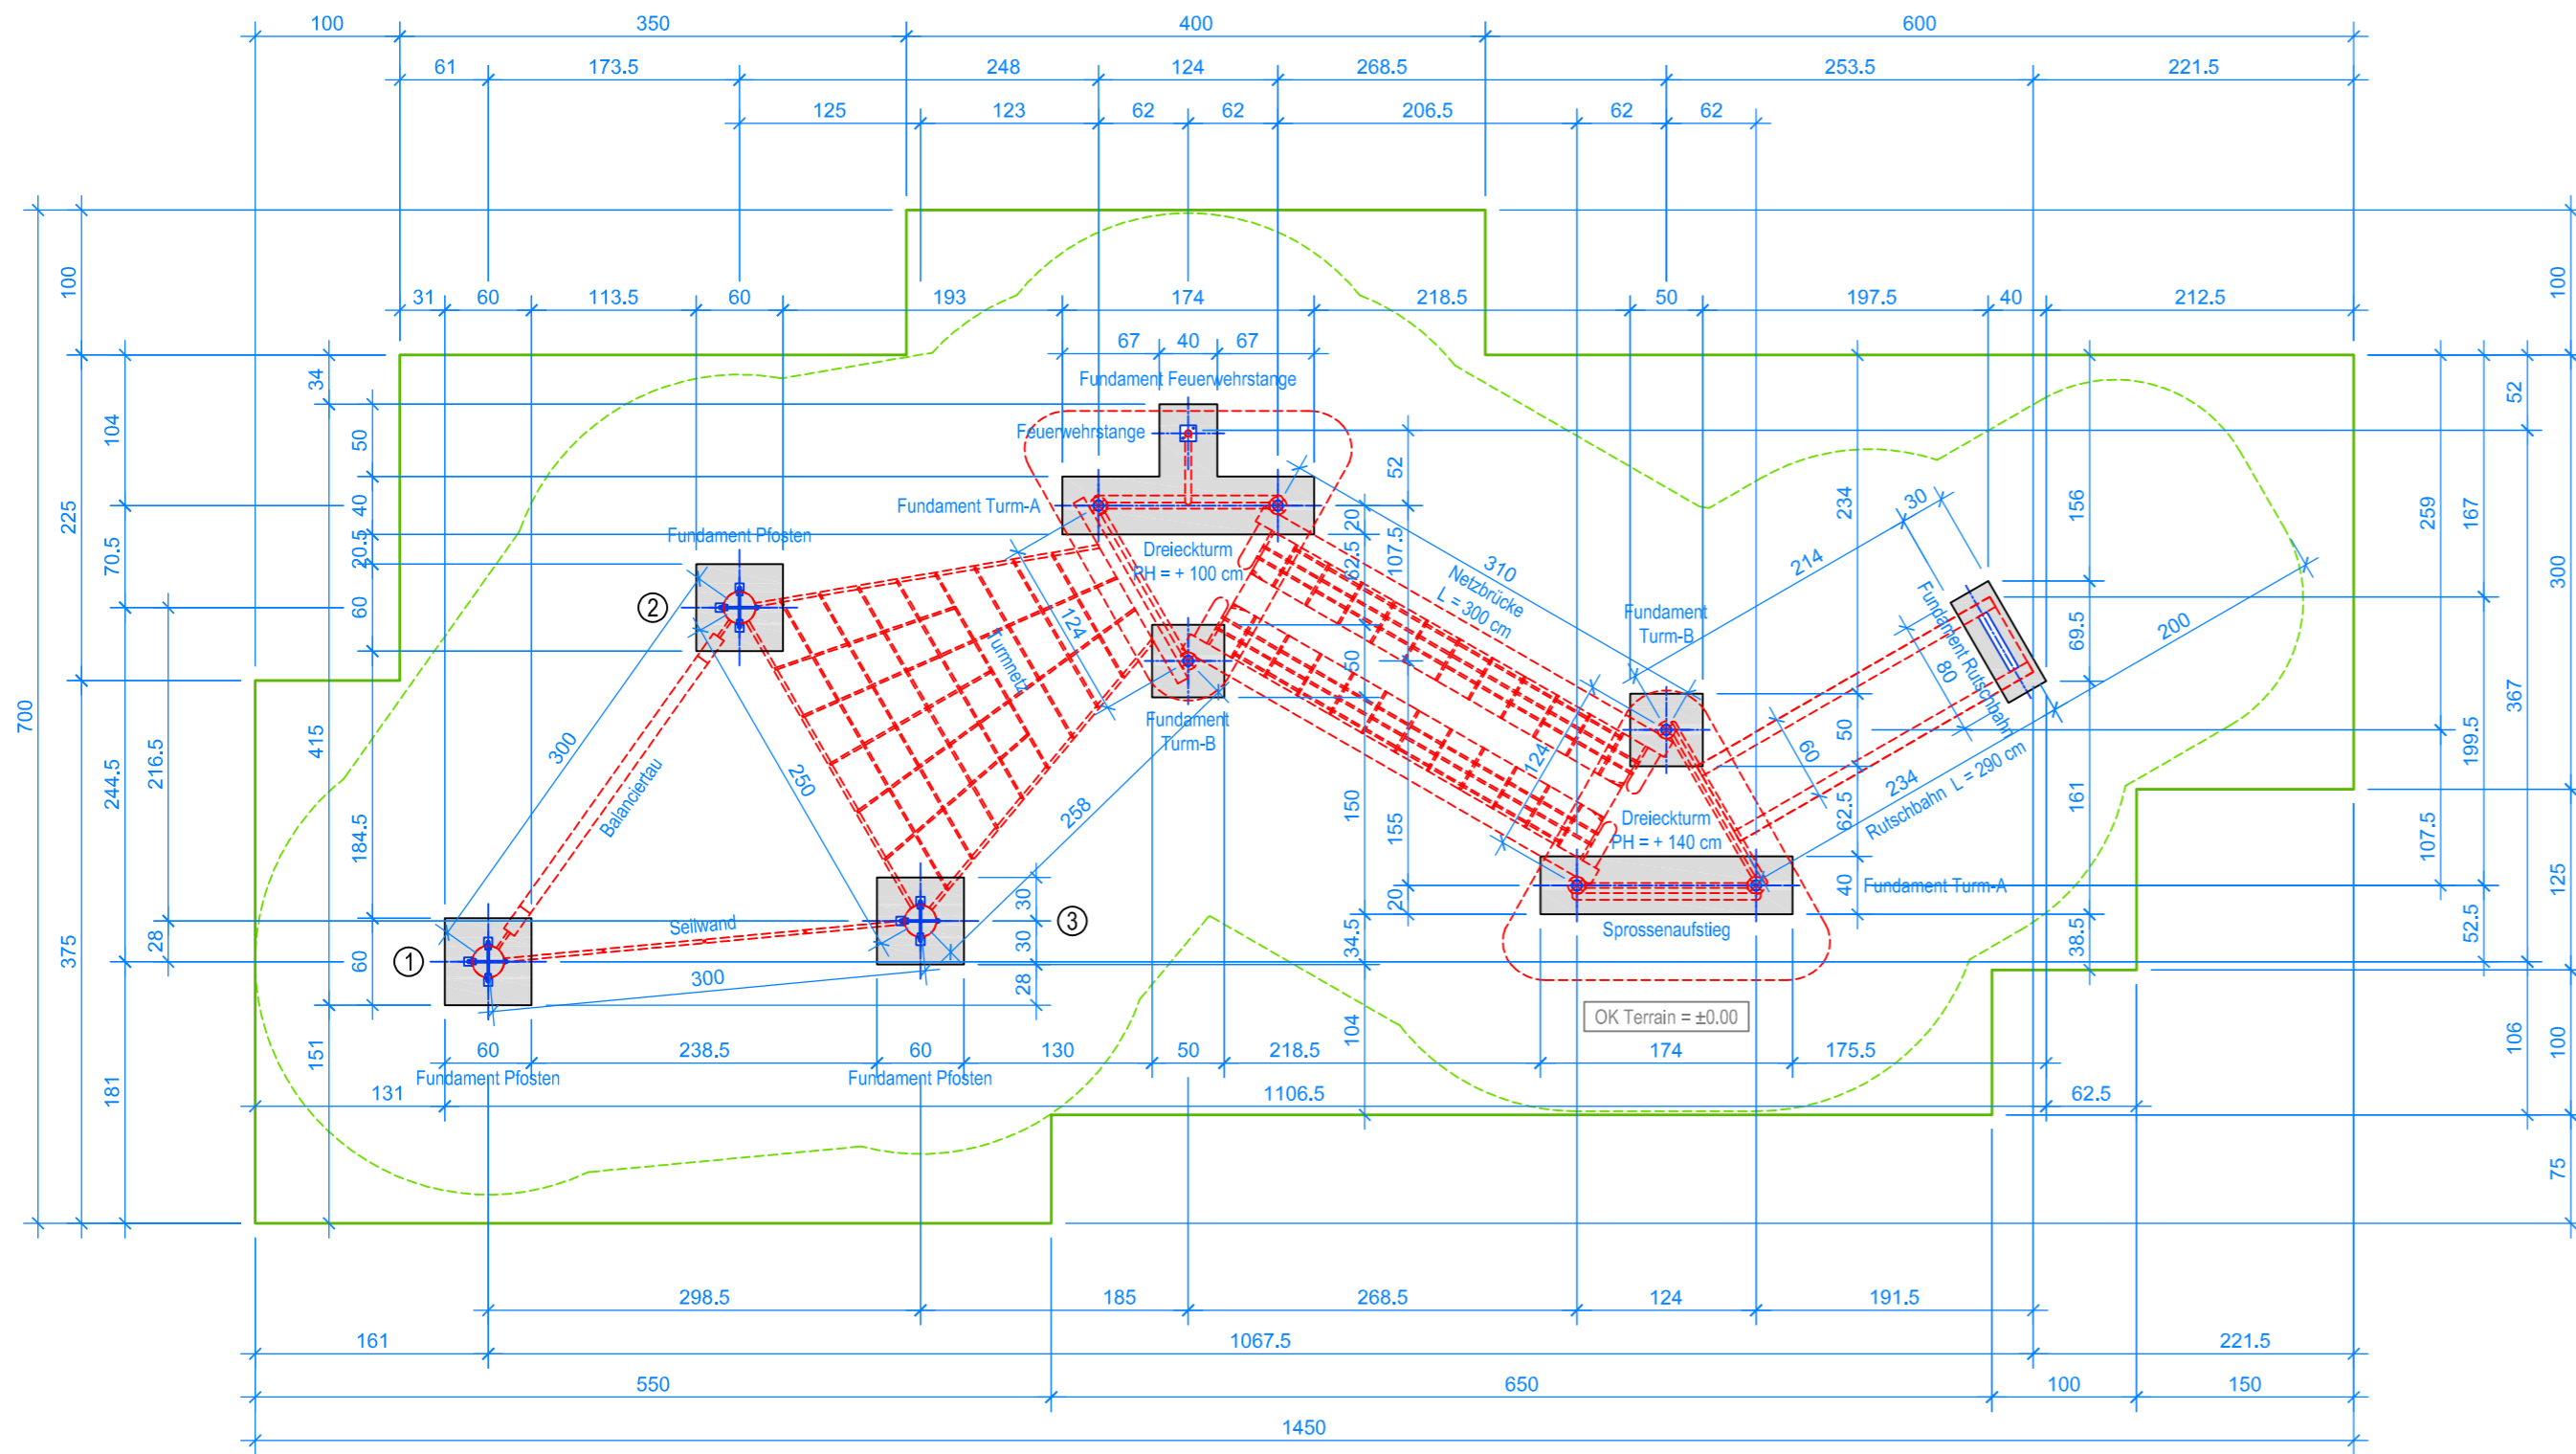 100 350 400 600
61 173.5 248 124 268.5 253.5 221.5
125 123 62 62 206.5 62 62
31 60 113.5 60 193 174 218.5 50 197.5 40 212.5
67 40 67
Fundament Feuerwehrstange
Feuerwehrstange
Fundament Turm-A
Fundament Pfosten
②
Dreieckturm
PH = + 100 cm
Turmnetz
124
Fundament
Turm-B
310
Netzbrücke
L = 300 cm
Fundament
Turm-B
214
30
Fundament Rutschbahn
80
60
200
234
Rutschbahn L = 290 cm
124
Dreieckturm
PH = + 140 cm
Fundament Turm-A
Sprossenaufstieg
OK Terrain = ±0.00
300
Balanciertau
250
258
Seilwand
300
①
③
700
100
225
375
104
70.5
244.5
181
216.5
28
34
415
151
50
40
20.5
60
184.5
60
30
30
28
20
62.5
50
150
34.5
104
52
107.5
155
20
234
50
62.5
40
156
69.5
161
38.5
259
107.5
167
199.5
52.5
52
367
106
100
300
125
100
75
60 238.5 60 130 50 218.5 174 175.5
Fundament Pfosten Fundament Pfosten
131 1106.5 62.5
298.5 185 268.5 124 191.5
161 1067.5 221.5
550 650 100 150
1450